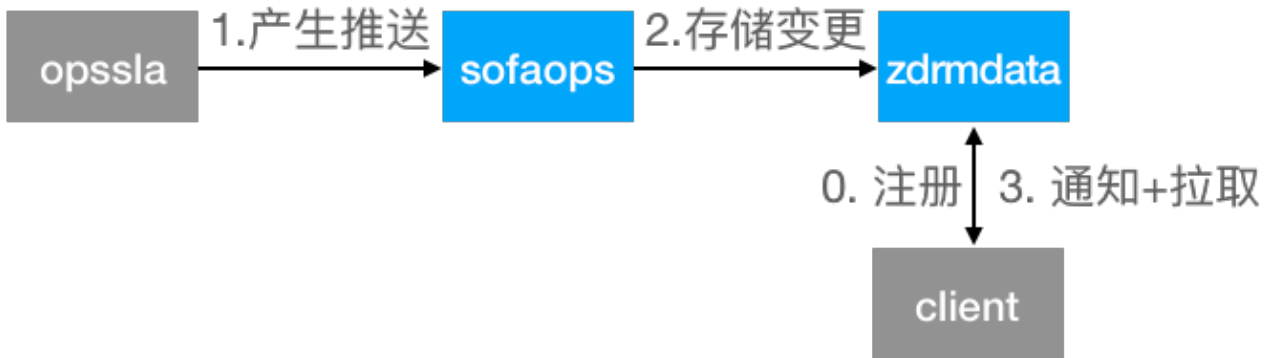 1.产生推送
2.存储变更
opssla
sofaops
zdrmdata
0. 注册
3. 通知+拉取
client